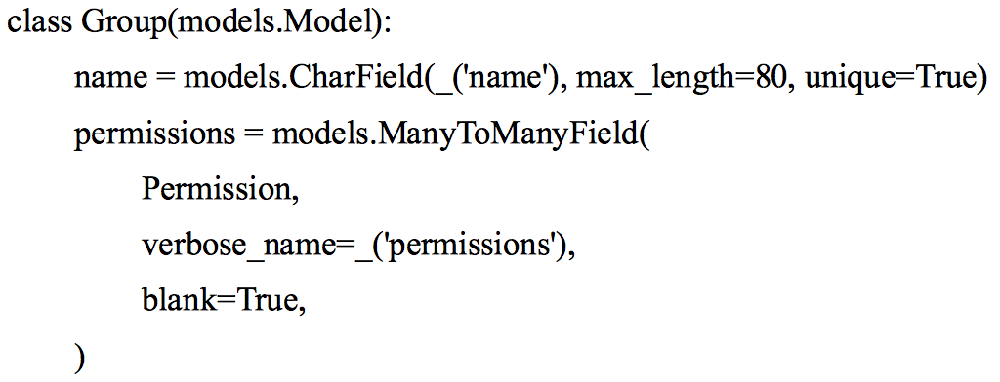 class Group(models.Model):
name = models.CharField(_('name'), max_length=80, unique=True)
permissions = models.ManyToManyField(
Permission,
verbose_name=_('permissions'),
blank=True,
)